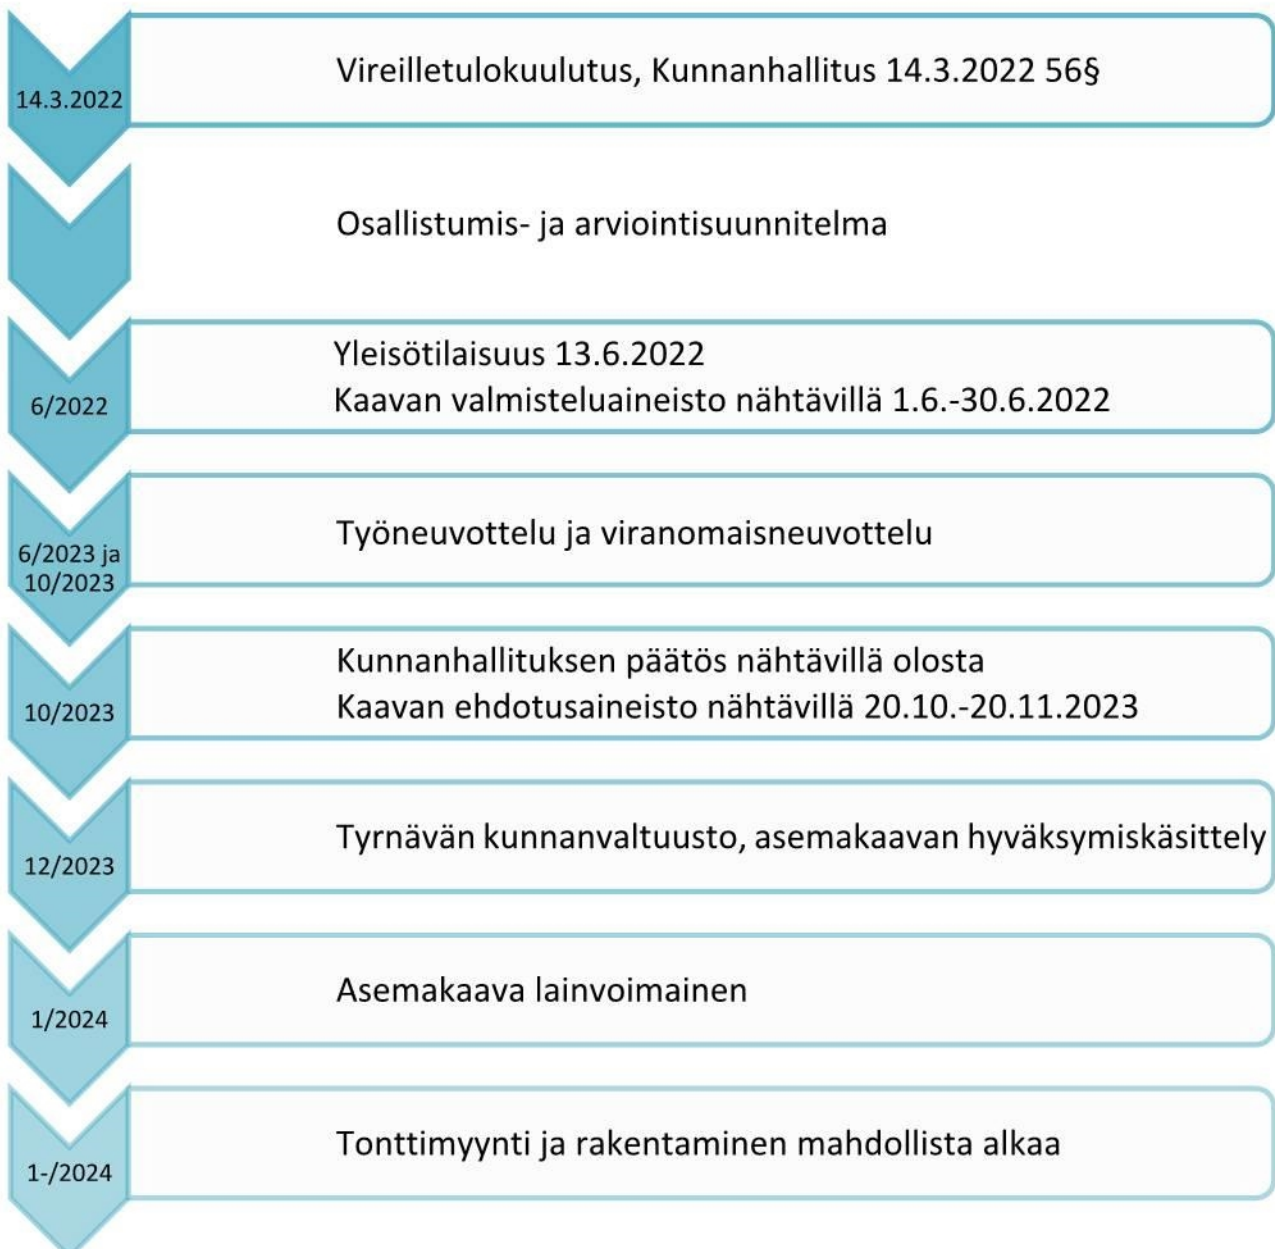 14.3.2022
Vireilletulokuulutus, Kunnanhallitus 14.3.2022 56§
Osallistumis- ja arviointisuunnitelma
6/2022
Yleisötilaisuus 13.6.2022
Kaavan valmisteluaineisto nähtävillä 1.6.-30.6.2022
6/2023 ja
10/2023
Työneuvottelu ja viranomaisneuvottelu
10/2023
Kunnanhallituksen päätös nähtävillä olosta
Kaavan ehdotusaineisto nähtävillä 20.10.-20.11.2023
12/2023
Tyrnävän kunnanvaltuusto, asemakaavan hyväksymiskäsittely
1/2024
Asemakaava lainvoimainen
1-/2024
Tonttimyynti ja rakentaminen mahdollista alkaa